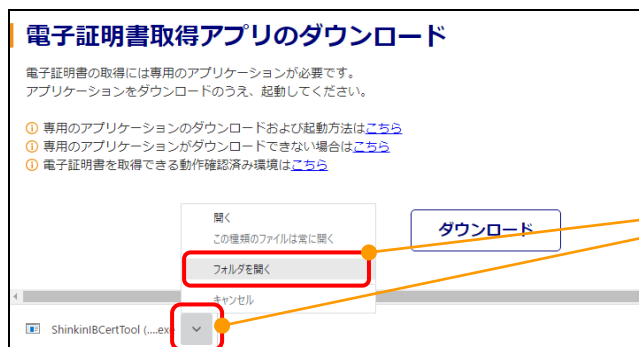 電子証明書取得アプリのダウンロード
電子証明書の取得には専用のアプリケーションが必要です。
アプリケーションをダウンロードのうえ、起動してください。
専用のアプリケーションのダウンロードおよび起動方法はこちら
専用のアプリケーションがダウンロードできない場合はこちら
電子証明書を取得できる動作確認済み環境はこちら
開く
この種類のファイルは常に開く
フォルダを開く
キャンセル
ダウンロード
ShinkinIBCertTool (....exe